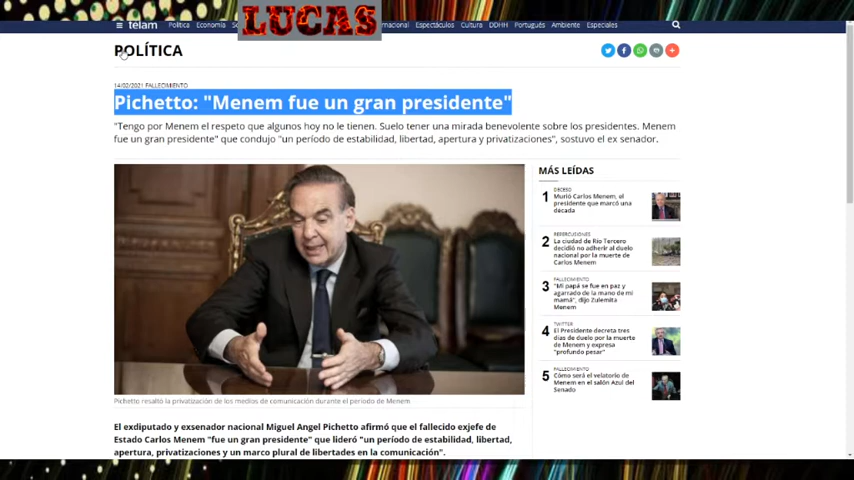 LUCAS
télam Política Economía
Espectáculos Cultura DDHH Portugués Ambiente Especiales
POLÍTICA
14/02/2021 FALLECIMIENTO
Pichetto: "Menem fue un gran presidente"
"Tengo por Menem el respeto que algunos hoy no le tienen. Suelo tener una mirada benevolente sobre los presidentes. Menem
fue un gran presidente" que condujo "un período de estabilidad, libertad, apertura y privatizaciones", sostuvo el ex senador.
MÁS LEÍDAS
1
DECESO
Murió Carlos Menem, el
presidente que marcó una
década
2
REPERCUSIONES
La ciudad de Río Tercero
decidió no adherir al duelo
nacional por la muerte de
Carlos Menem
3
FALLECIMIENTO
"Mi papá se fue en paz y
agarrado de la mano de mi
mamá", dijo Zulemita
Menem
4
TWITTER
El Presidente decreta tres
días de duelo por la muerte
de Menem y expresa
"profundo pesar"
5
FALLECIMIENTO
Cómo será el velatorio de
Menem en el salón Azul del
Senado
Pichetto resaltó la privatización de los medios de comunicación durante el período de Menem
El exdiputado y exsenador nacional Miguel Angel Pichetto afirmó que el fallecido exjefe de
Estado Carlos Menem "fue un gran presidente" que lideró "un período de estabilidad, libertad,
apertura, privatizaciones y un marco plural de libertades en la comunicación".